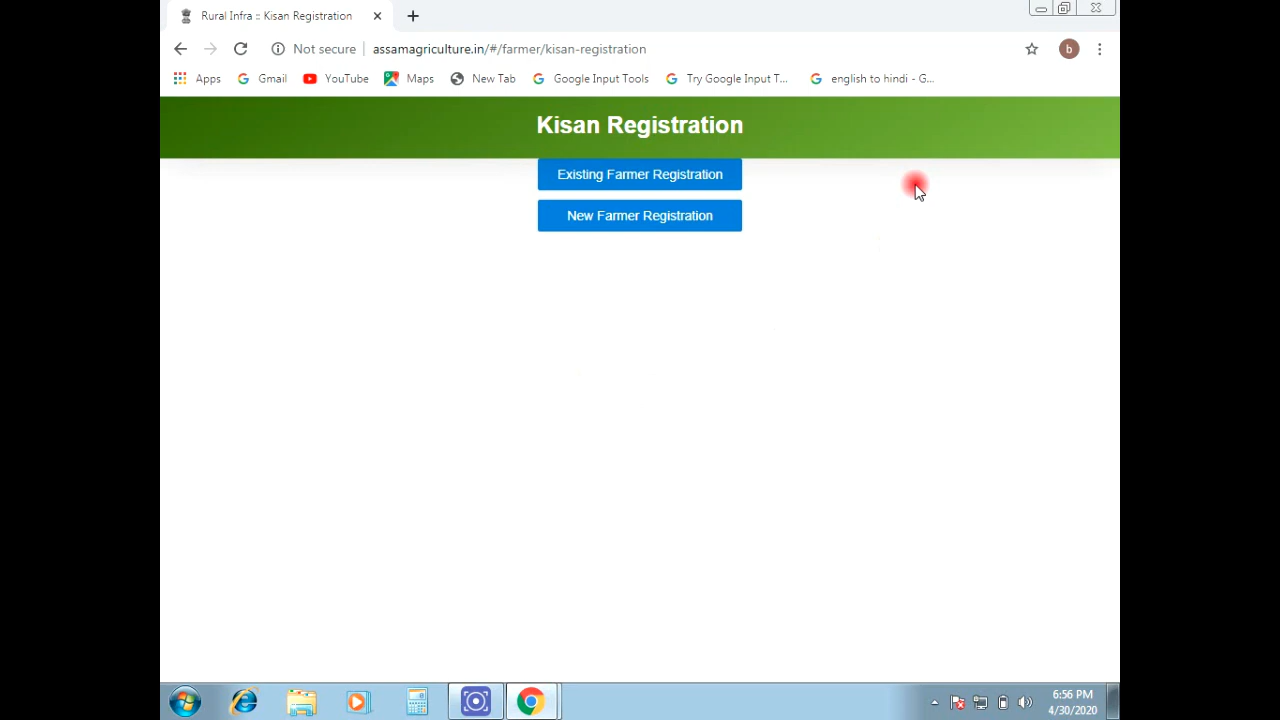 Rural Infra :: Kisan Registration
Not secure
assamagriculture.in/#/farmer/kisan-registration
b
Apps
Gmail
YouTube
Maps
New Tab
Google Input Tools
Try Google Input T...
english to hindi - G...
Kisan Registration
Existing Farmer Registration
New Farmer Registration
6:56 PM
4/30/2020